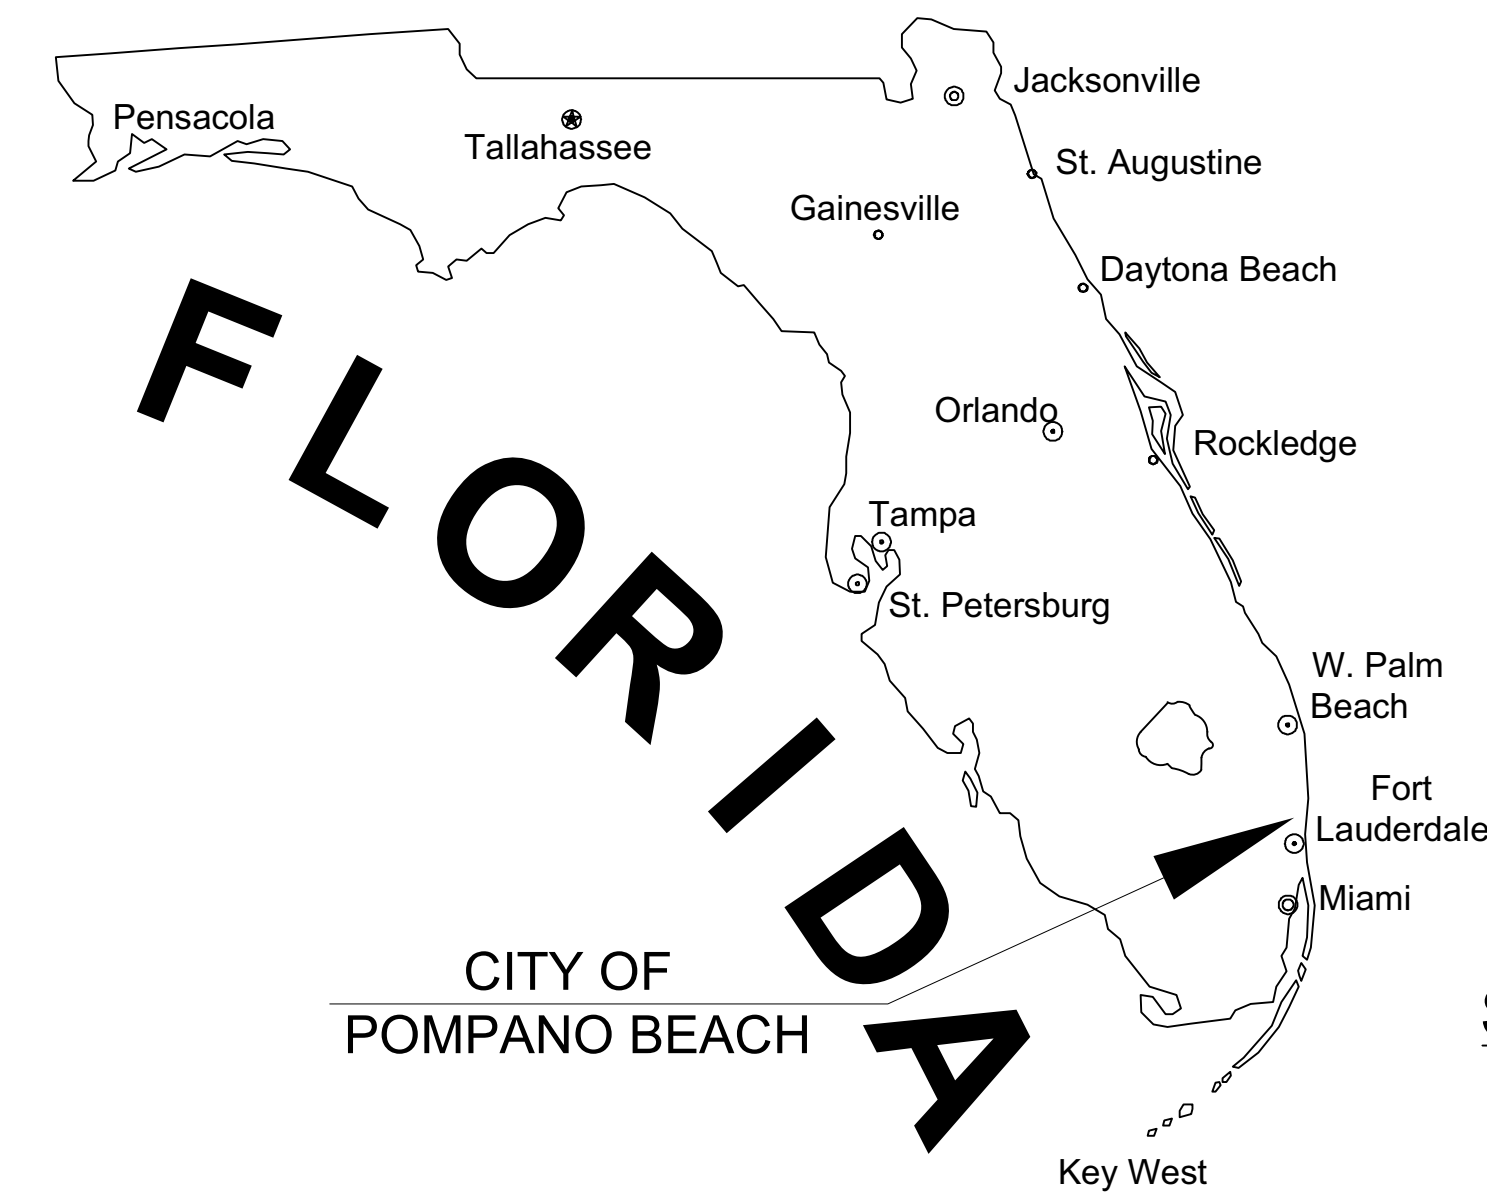 Jacksonville
Pensacola
Tallahassee
St. Augustine
Gainesville
Daytona Beach
Orlando
Rockledge
Tampa
St. Petersburg
W. Palm
Beach
Fort
Lauderdale
Miami
FLORIDA
CITY OF
POMPANO BEACH
Key West